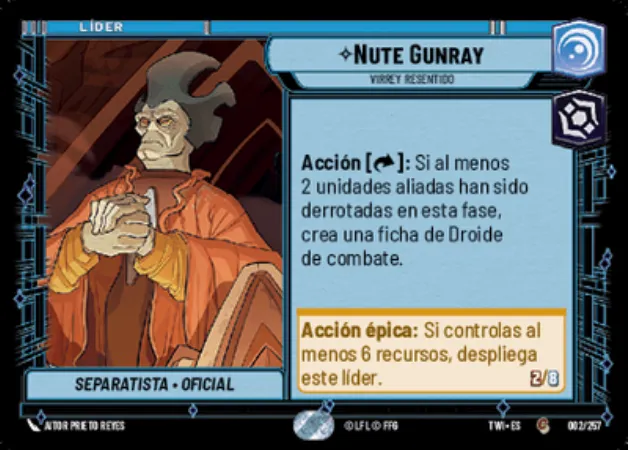 LÍDER
NUTE GUNRAY
VIRREY RESENTIDO
Acción [ ]: Si al menos
2 unidades aliadas han sido
derrotadas en esta fase,
crea una ficha de Droide
de combate.
Acción épica: Si controlas al
menos 6 recursos, despliega
este líder.
2/8
SEPARATISTA • OFICIAL
AITOR PRIETO REYES
©LFL©FFG
TWI•ES
C
002/257